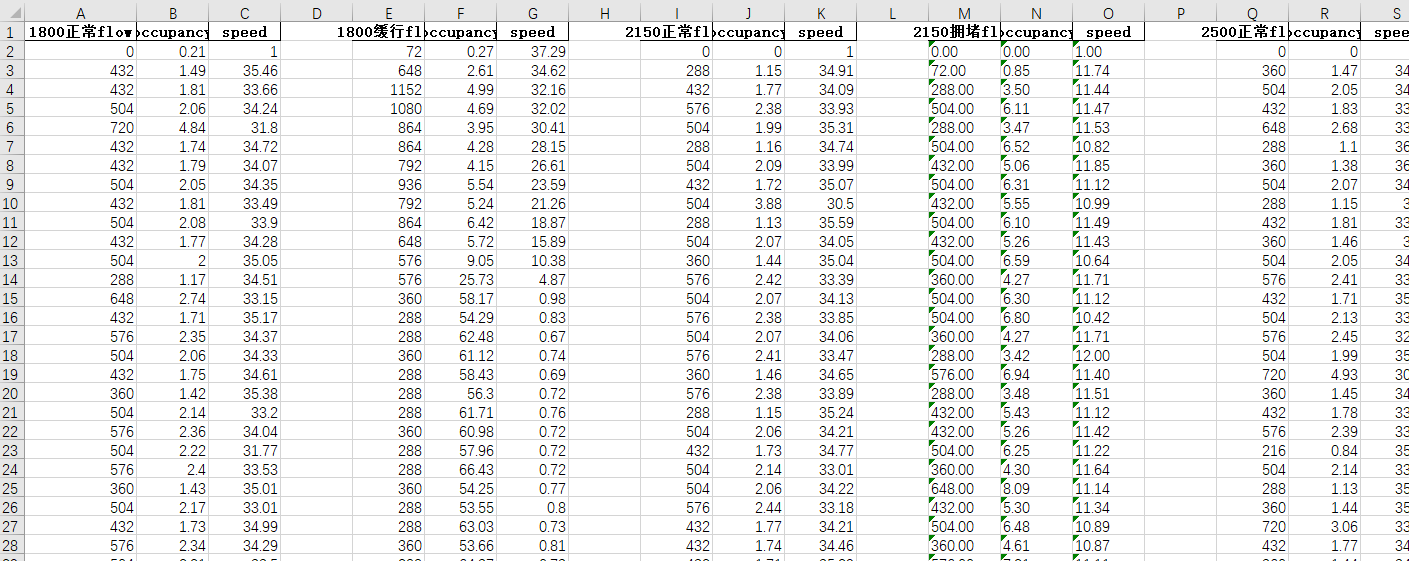 A B C D E F G H I J K L M N O P Q R S
1 1800正常flow occupancy speed 1800缓行fl occupancy speed 2150正常fl occupancy speed 2150拥堵fl occupancy speed 2500正常fl occupancy spee
2 0 0.21 1 72 0.27 37.29 0 0 1 0.00 0.00 1.00 0 0
3 432 1.49 35.46 648 2.61 34.62 288 1.15 34.91 72.00 0.85 11.74 360 1.47 34
4 432 1.81 33.66 1152 4.99 32.16 432 1.77 34.09 288.00 3.50 11.44 504 2.05 34
5 504 2.06 34.24 1080 4.69 32.02 576 2.38 33.93 504.00 6.11 11.47 432 1.83 33
6 720 4.84 31.8 864 3.95 30.41 504 1.99 35.31 288.00 3.47 11.53 648 2.68 33
7 432 1.74 34.72 864 4.28 28.15 288 1.16 34.74 504.00 6.52 10.82 288 1.1 36
8 432 1.79 34.07 792 4.15 26.61 504 2.09 33.99 432.00 5.06 11.85 360 1.38 36
9 504 2.05 34.35 936 5.54 23.59 432 1.72 35.07 504.00 6.31 11.12 504 2.07 34
10 432 1.81 33.49 792 5.24 21.26 504 3.88 30.5 432.00 5.55 10.99 288 1.15 3
11 504 2.08 33.9 864 6.42 18.87 288 1.13 35.59 504.00 6.10 11.49 432 1.81 33
12 432 1.77 34.28 648 5.72 15.89 504 2.07 34.05 432.00 5.26 11.43 360 1.46 3
13 504 2 35.05 576 9.05 10.38 360 1.44 35.04 504.00 6.59 10.64 504 2.05 34
14 288 1.17 34.51 576 25.73 4.87 576 2.42 33.39 360.00 4.27 11.71 576 2.41 33
15 648 2.74 33.15 360 58.17 0.98 504 2.07 34.13 504.00 6.30 11.12 432 1.71 35
16 432 1.71 35.17 288 54.29 0.83 576 2.38 33.85 504.00 6.80 10.42 504 2.13 33
17 576 2.35 34.37 288 62.48 0.67 504 2.07 34.06 360.00 4.27 11.71 576 2.45 32
18 504 2.06 34.33 360 61.12 0.74 576 2.41 33.47 288.00 3.42 12.00 504 1.99 35
19 432 1.75 34.61 288 58.43 0.69 360 1.46 34.65 576.00 6.94 11.40 720 4.93 30
20 360 1.42 35.38 288 56.3 0.72 576 2.38 33.89 288.00 3.48 11.51 360 1.45 34
21 504 2.14 33.2 288 61.71 0.76 288 1.15 35.24 432.00 5.43 11.12 432 1.78 33
22 576 2.36 34.04 360 60.98 0.72 504 2.06 34.21 432.00 5.26 11.42 576 2.39 33
23 504 2.22 31.77 288 57.96 0.72 432 1.73 34.77 504.00 6.25 11.22 216 0.84 35
24 576 2.4 33.53 288 66.43 0.72 504 2.14 33.01 360.00 4.30 11.64 504 2.14 33
25 360 1.43 35.01 360 54.25 0.77 504 2.06 34.22 648.00 8.09 11.14 288 1.13 35
26 504 2.17 33.01 288 53.55 0.8 576 2.44 33.18 432.00 5.30 11.34 360 1.44 35
27 432 1.73 34.99 288 63.03 0.73 432 1.77 34.21 504.00 6.48 10.89 720 3.06 33
28 576 2.34 34.29 360 53.66 0.81 432 1.74 34.46 360.00 4.61 10.87 432 1.77 34